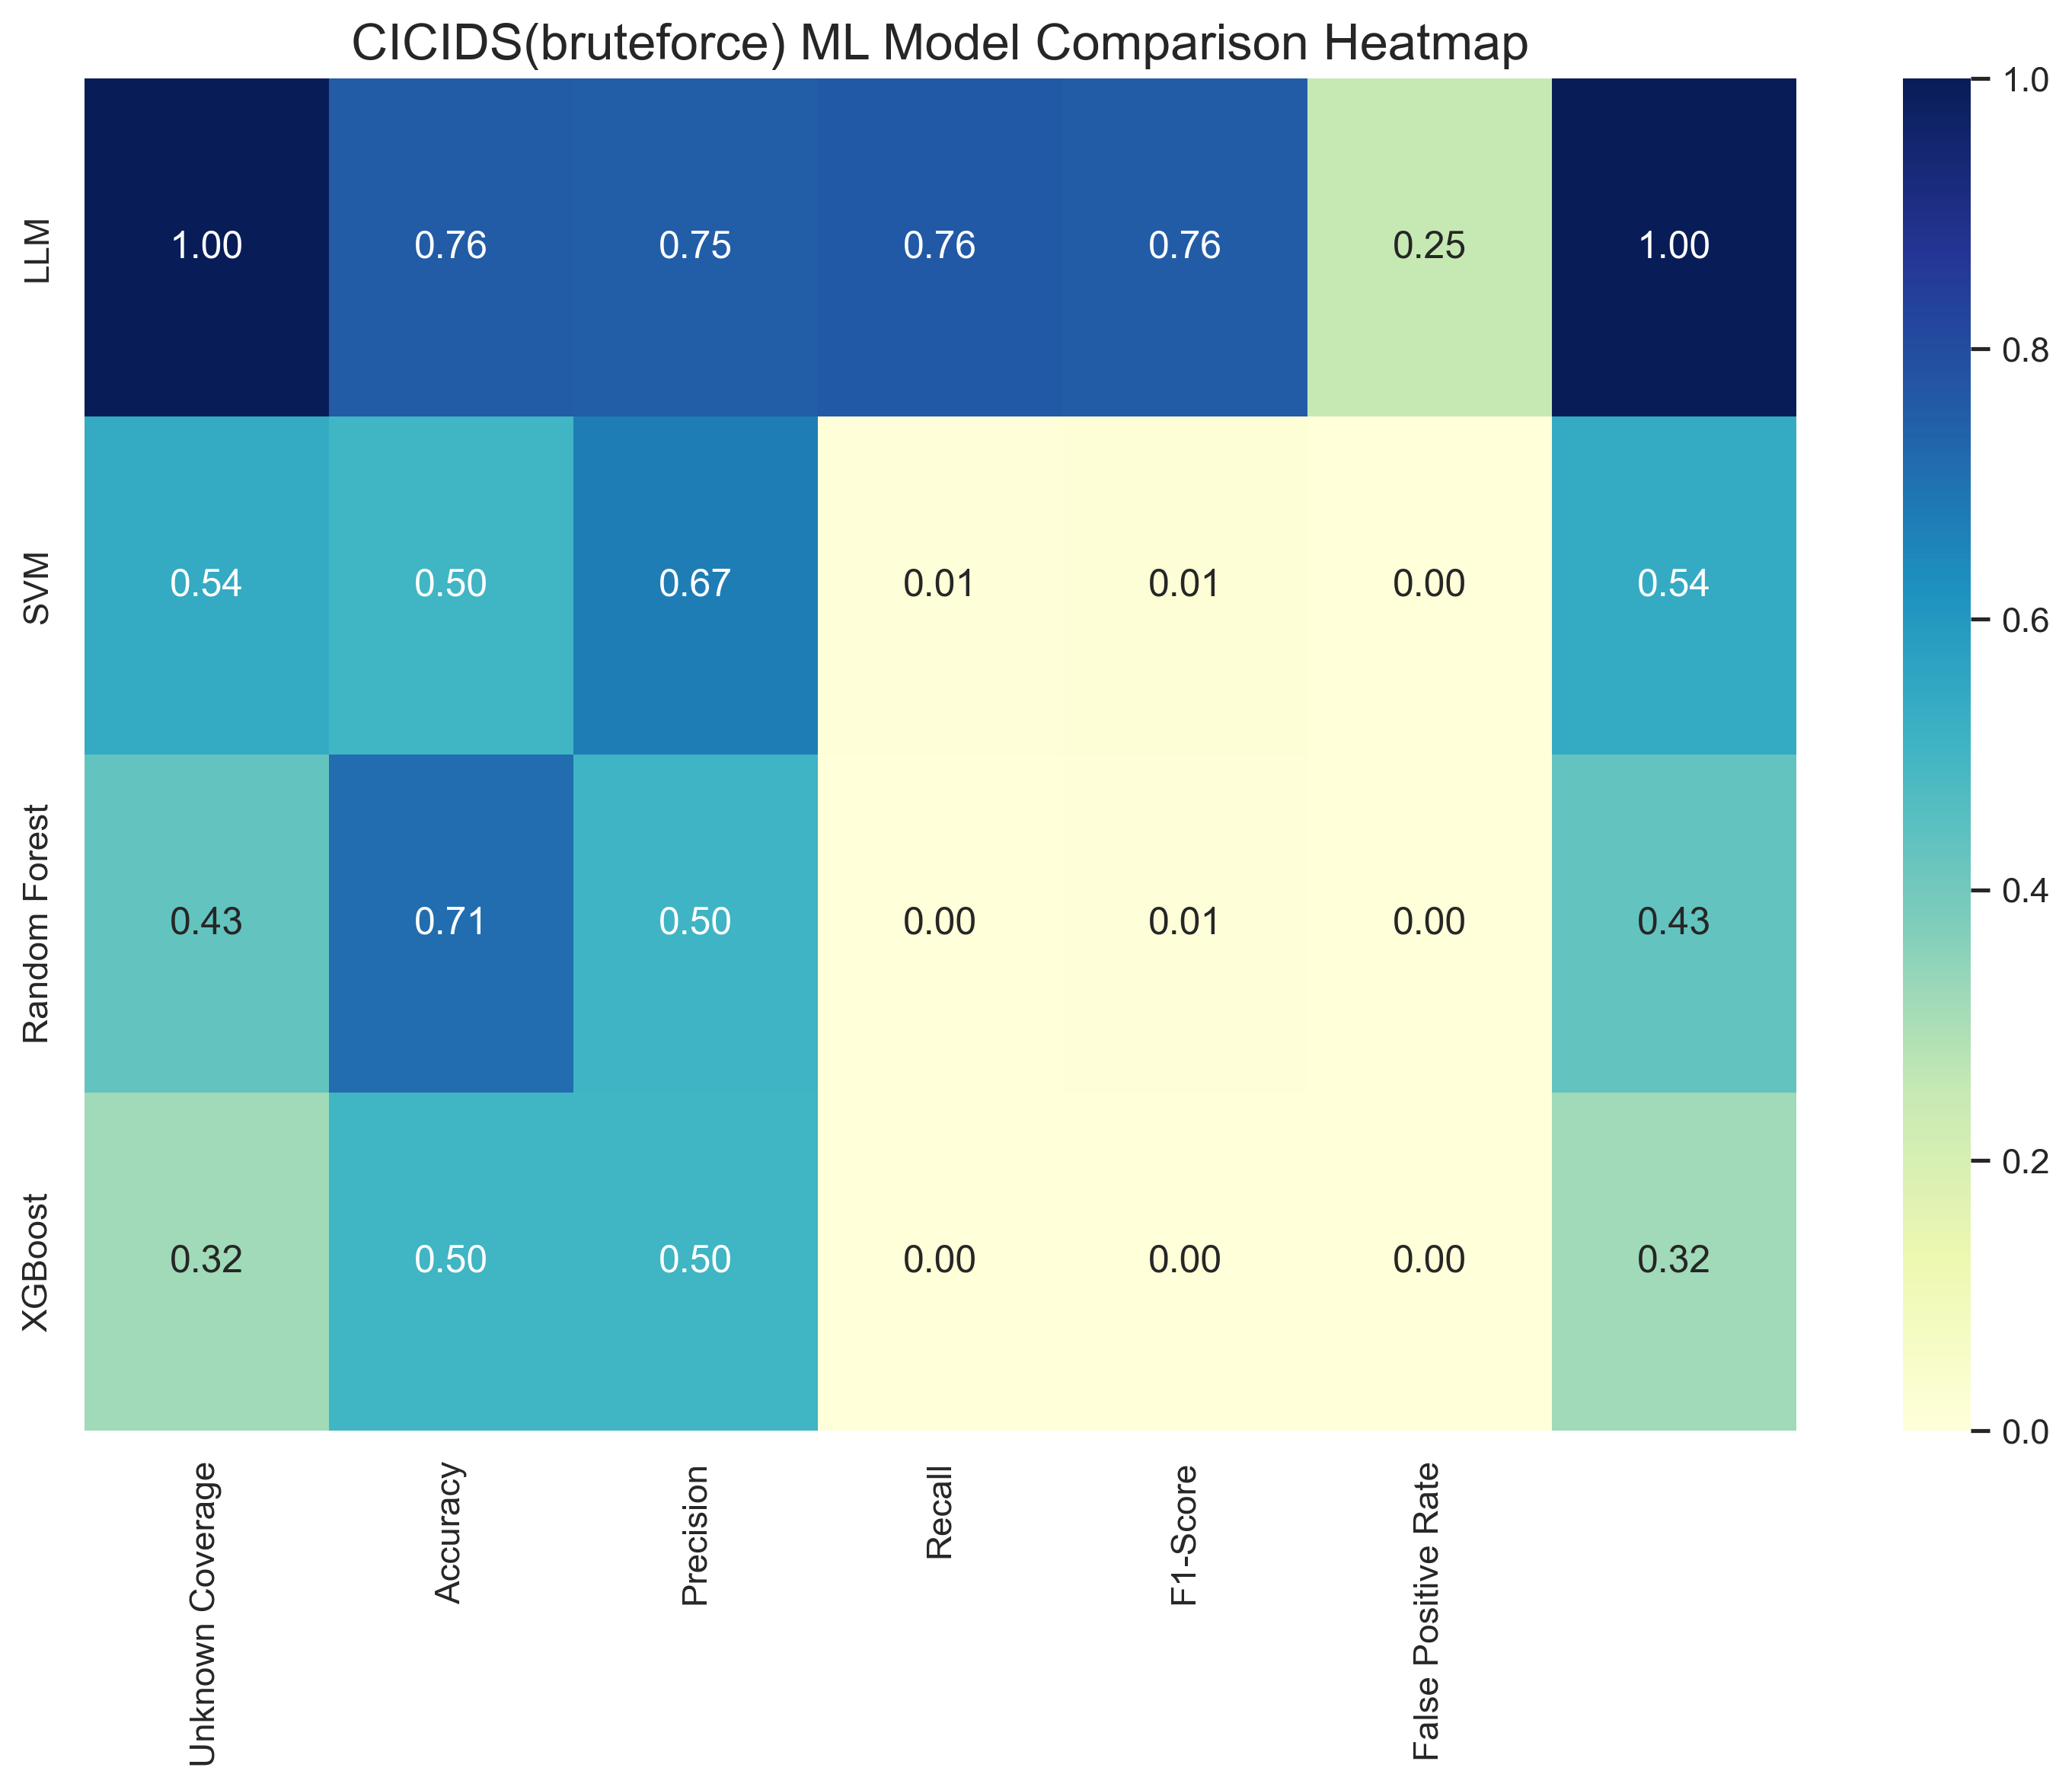 CICIDS(bruteforce) ML Model Comparison Heatmap
LLM
1.00 0.76 0.75 0.76 0.76 0.25 1.00
SVM
0.54 0.50 0.67 0.01 0.01 0.00 0.54
Random Forest
0.43 0.71 0.50 0.00 0.01 0.00 0.43
XGBoost
0.32 0.50 0.50 0.00 0.00 0.00 0.32
Unknown Coverage
Accuracy
Precision
Recall
F1-Score
False Positive Rate
1.0
0.8
0.6
0.4
0.2
0.0